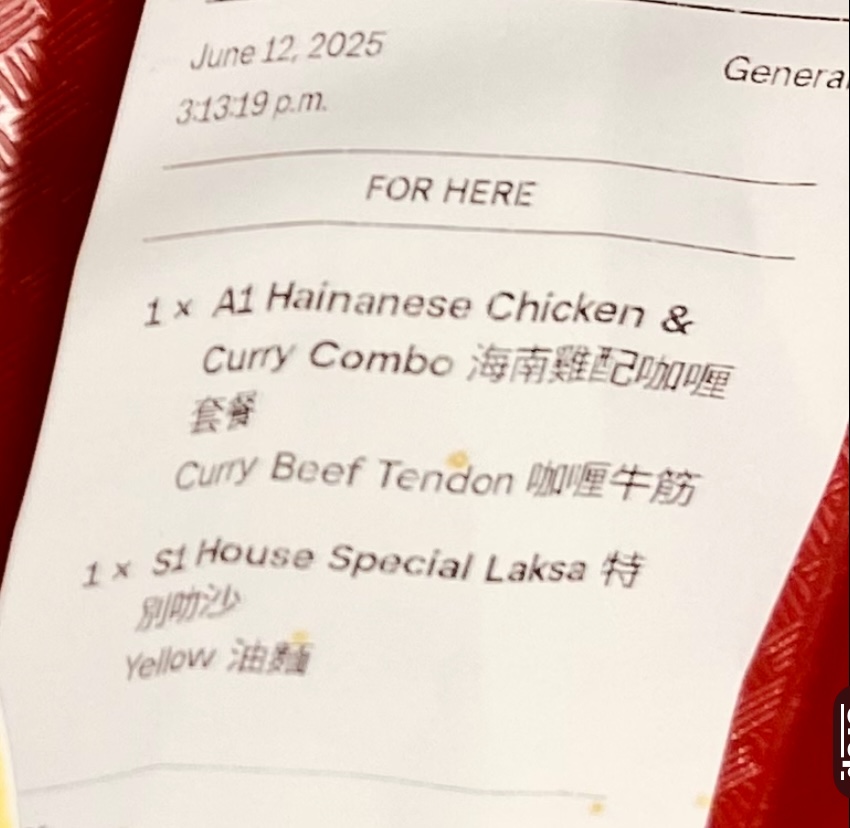 June 12, 2025
Genera
3:13:19 p.m.
FOR HERE
1 x A1 Hainanese Chicken &
Curry Combo 海南雞配咖喱
套餐
Curry Beef Tendon 咖喱牛筋
1 x S1 House Special Laksa 特
別叻沙
Yellow 油麵